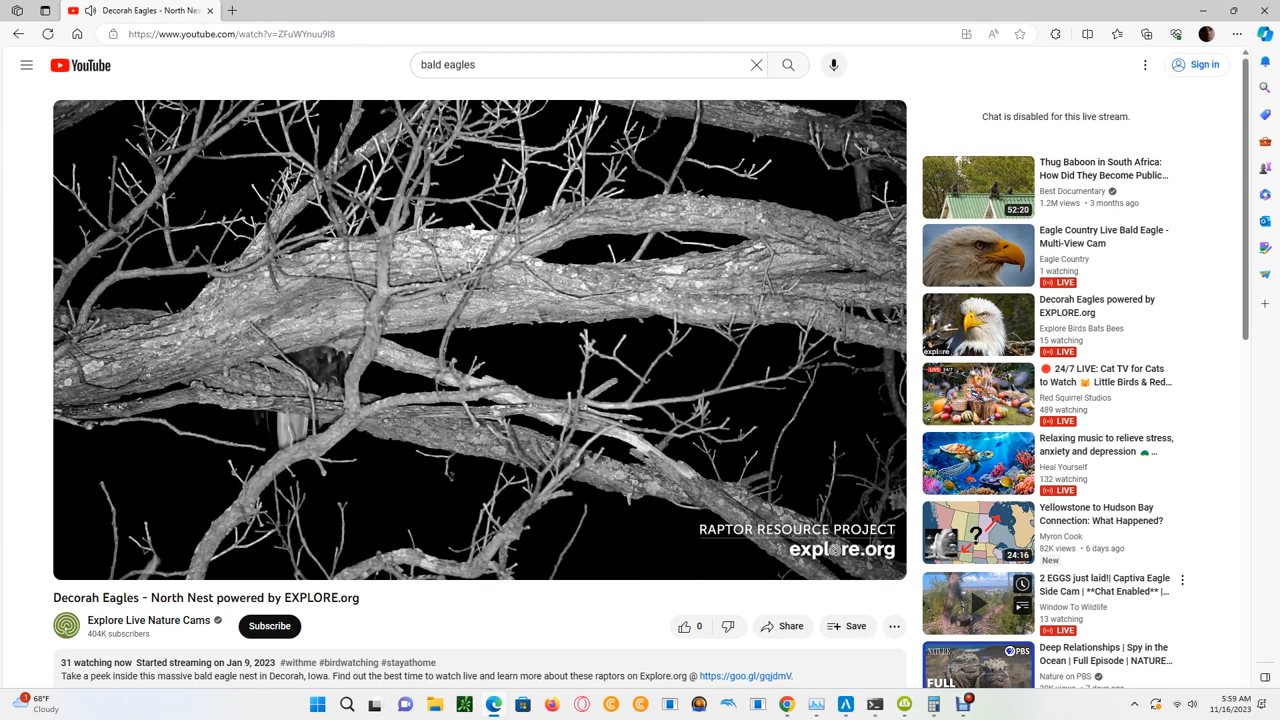 Decorah Eagles - North Nes
https://www.youtube.com/watch?v=ZFuWYnuu9I8
YouTube
bald eagles
Sign in
RAPTOR RESOURCE PROJECT
explore.org
Decorah Eagles - North Nest powered by EXPLORE.org
Explore Live Nature Cams
404K subscribers
Subscribe
0
Share
Save
31 watching now Started streaming on Jan 9, 2023 #withme #birdwatching #stayathome
Take a peek inside this massive bald eagle nest in Decorah, Iowa. Find out the best time to watch live and learn more about these raptors on Explore.org @ https://goo.gl/gqjdmV.
Chat is disabled for this live stream.
52:20
Thug Baboon in South Africa:
How Did They Become Public…
Best Documentary
1.2M views • 3 months ago
Eagle Country Live Bald Eagle -
Multi-View Cam
Eagle Country
1 watching
LIVE
explore
Decorah Eagles powered by
EXPLORE.org
Explore Birds Bats Bees
15 watching
LIVE
LIVE 24/7
24/7 LIVE: Cat TV for Cats
to Watch 😺 Little Birds & Red…
Red Squirrel Studios
489 watching
LIVE
Relaxing music to relieve stress,
anxiety and depression …
Heal Yourself
132 watching
LIVE
?
24:16
Yellowstone to Hudson Bay
Connection: What Happened?
Myron Cook
82K views • 6 days ago
New
2 EGGS just laid!| Captiva Eagle
Side Cam | **Chat Enabled** |…
Window To Wildlife
13 watching
LIVE
NATURE
PBS
FULL
Deep Relationships | Spy in the
Ocean | Full Episode | NATURE…
Nature on PBS
1
68°F
Cloudy
5:59 AM
11/16/2023